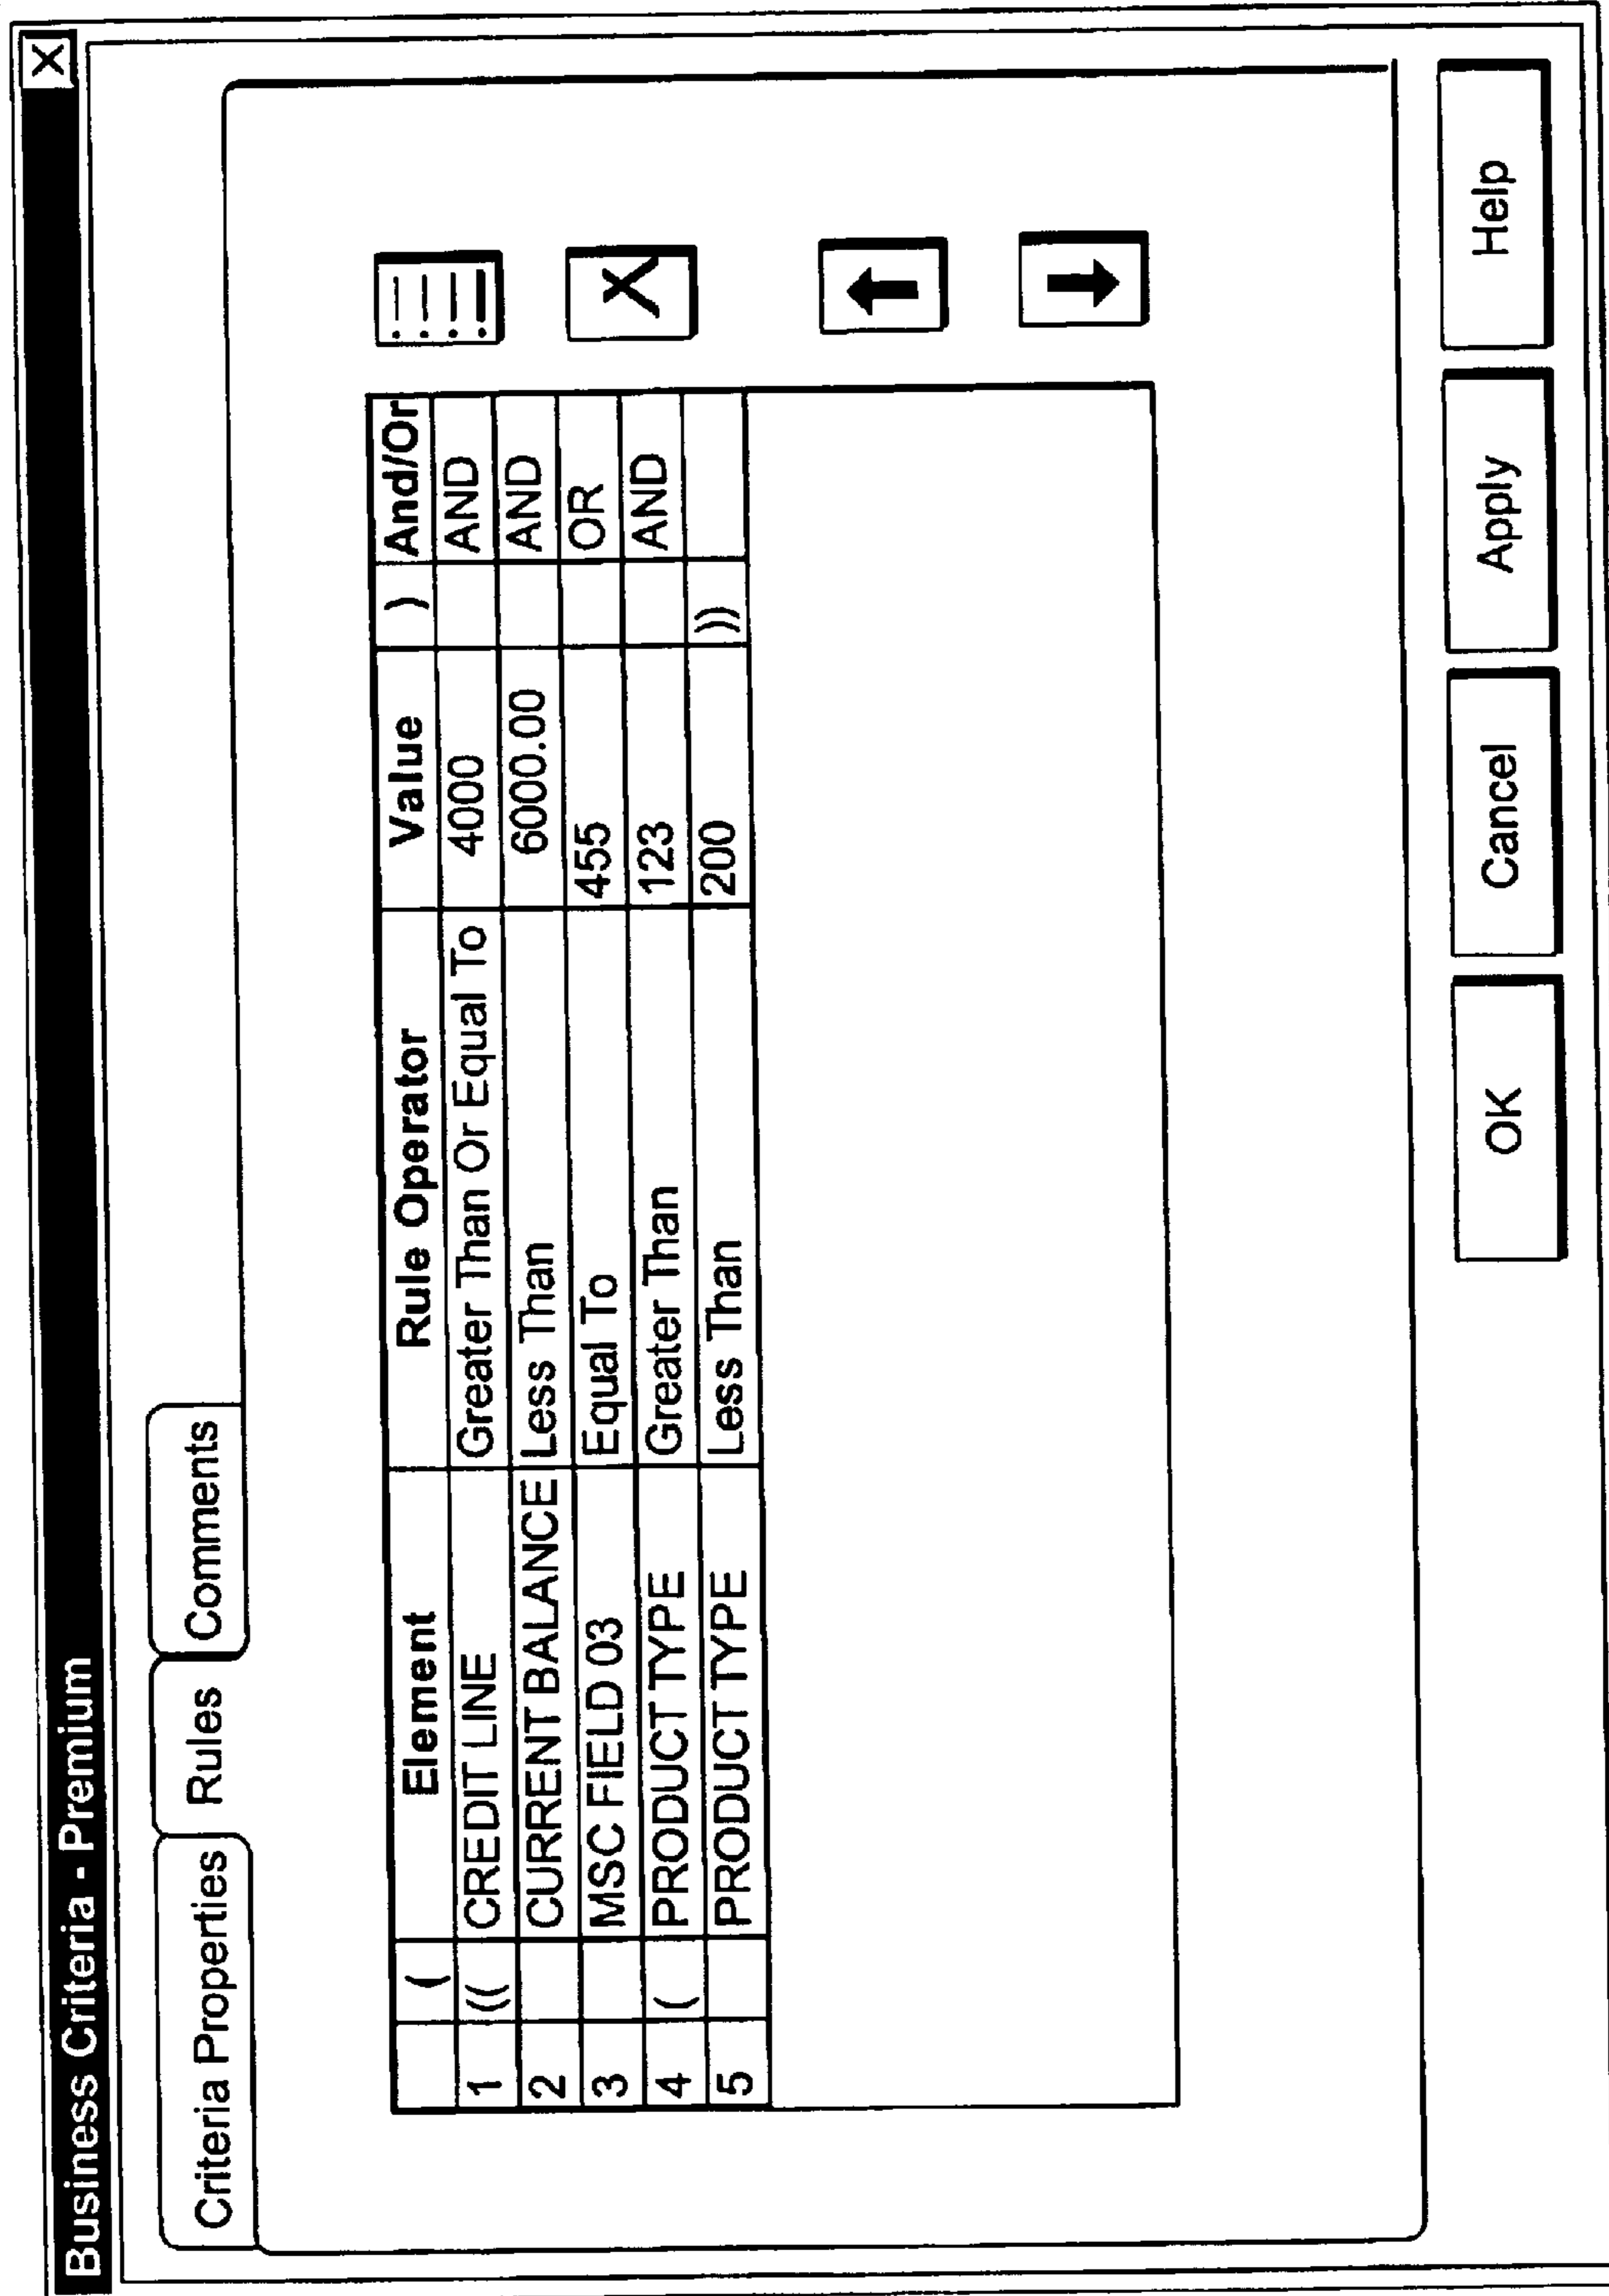 Business Criteria - Premium X
Criteria Properties Rules Comments
( Element Rule Operator Value ) And/Or
1 (( CREDIT LINE Greater Than Or Equal To 4000 AND
2 CURRENT BALANCE Less Than 6000.00 AND
3 MSC FIELD 03 Equal To 455 OR
4 ( PRODUCT TYPE Greater Than 123 AND
5 PRODUCT TYPE Less Than 200 ))
X
OK Cancel Apply Help